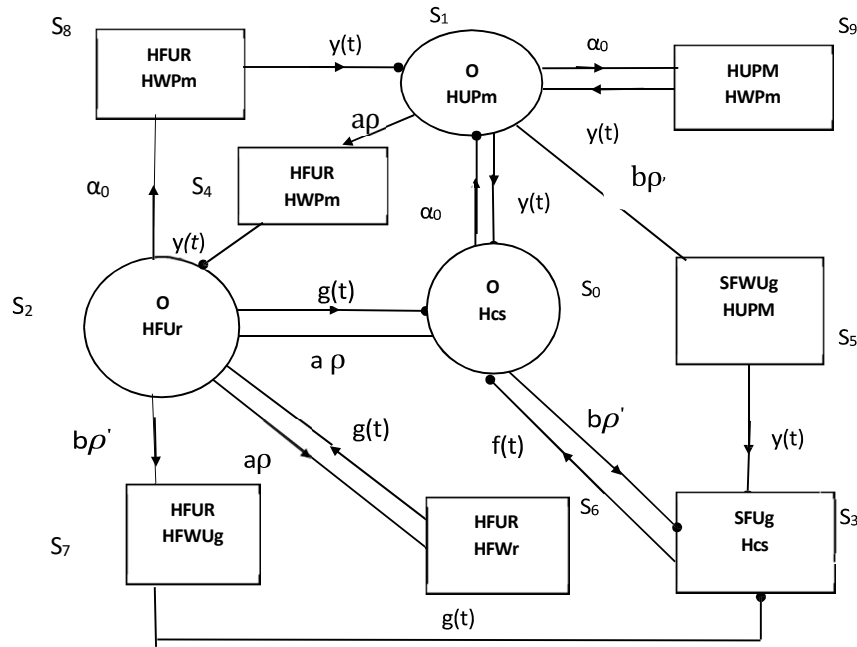 S8
S1
S9
HFUR
HWPm
y(t)
O
HUPm
α0
HUPM
HWPm
y(t)
aρ
bρ'
S4
HFUR
HWPm
α0
α0
y(t)
y(t)
S2
O
HFUr
g(t)
O
Hcs
S0
SFWUg
HUPM
S5
a ρ
g(t)
bρ'
f(t)
y(t)
bρ'
aρ
S7
HFUR
HFWUg
HFUR
HFWr
S6
SFUg
Hcs
S3
g(t)